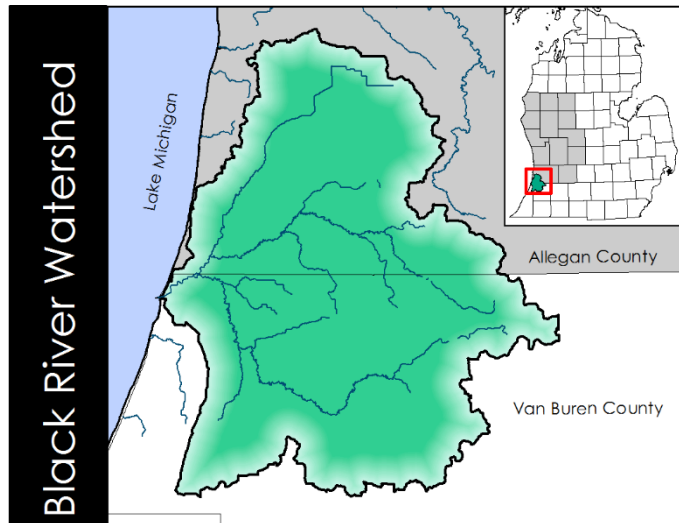 Black River Watershed
Lake Michigan
Allegan County
Van Buren County